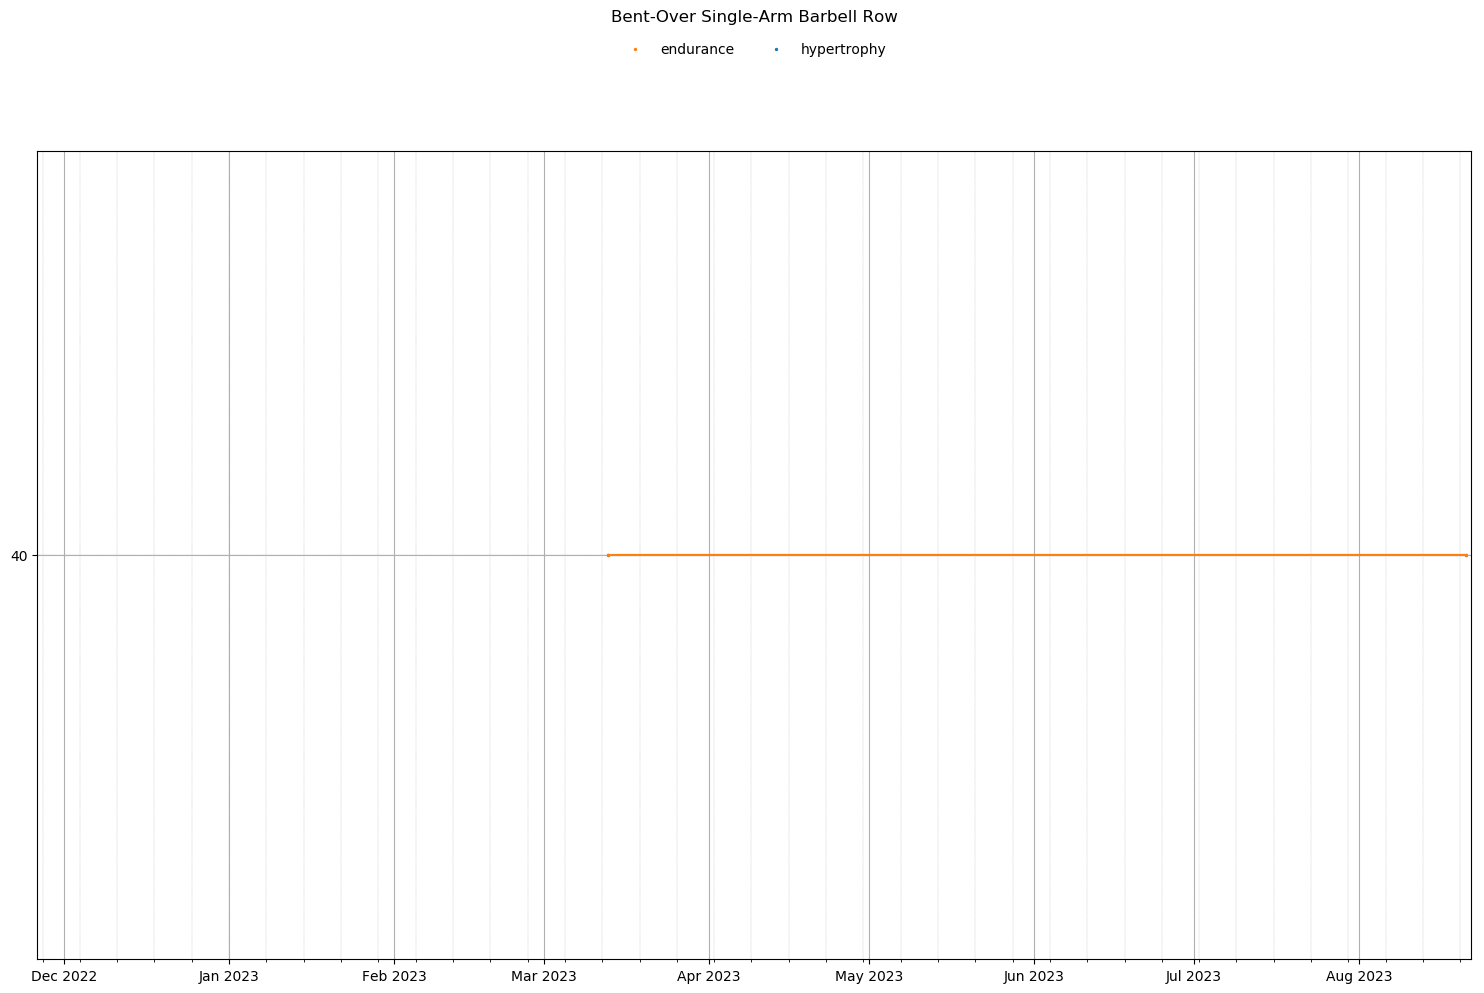 Bent-Over Single-Arm Barbell Row
endurance hypertrophy
40
Dec 2022 Jan 2023 Feb 2023 Mar 2023 Apr 2023 May 2023 Jun 2023 Jul 2023 Aug 2023